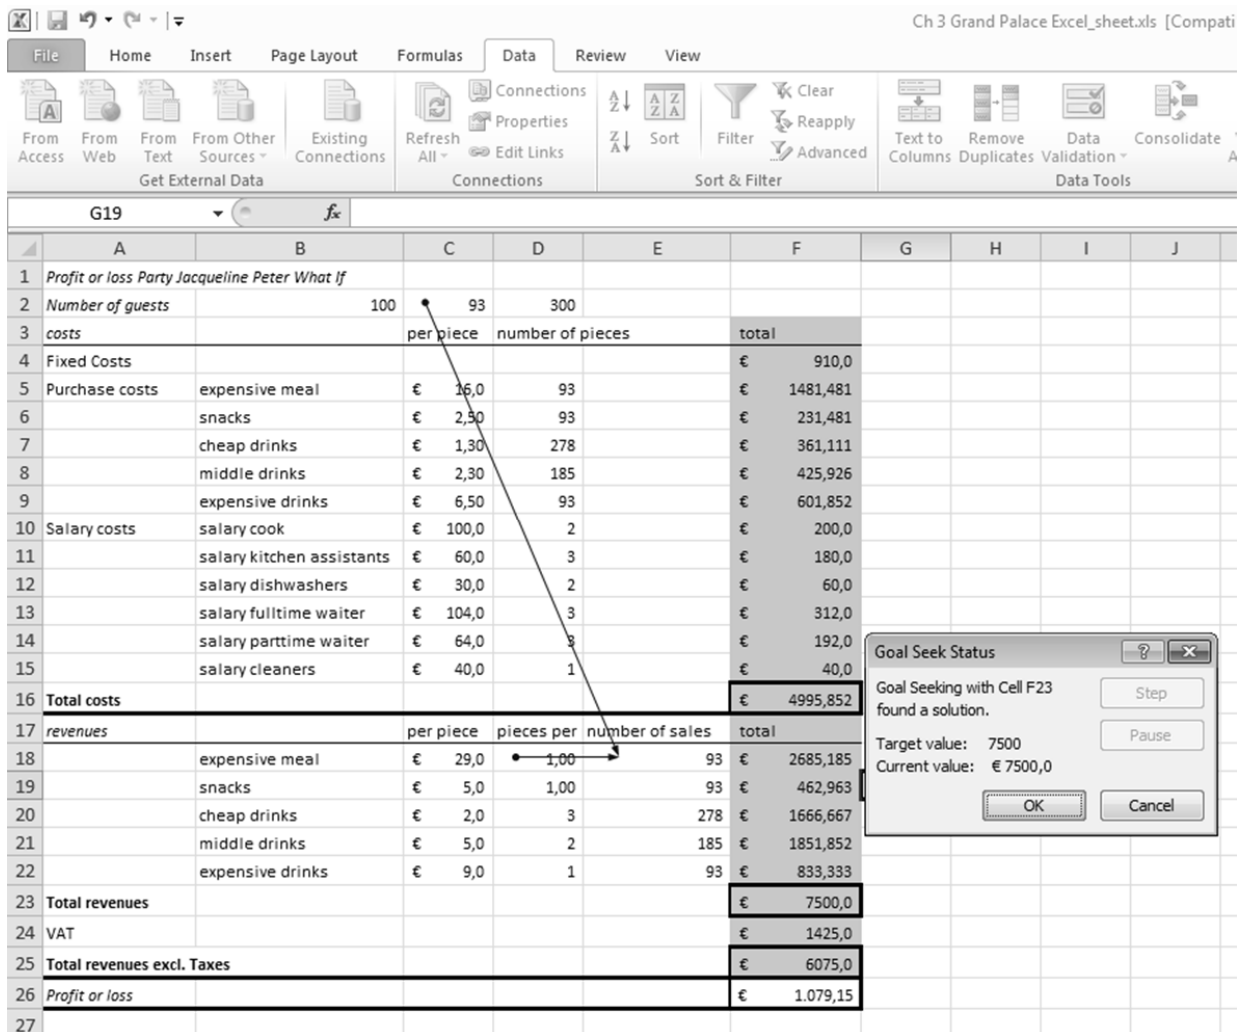 Ch 3 Grand Palace Excel_sheet.xls [Compati
File Home Insert Page Layout Formulas Data Review View
From Access From Web From Text From Other Sources Existing Connections Refresh All Connections Properties Edit Links Sort Filter Clear Reapply Advanced Text to Columns Remove Duplicates Data Validation Consolidate
Get External Data Connections Sort & Filter Data Tools
G19 fx
A B C D E F G H I J
1 Profit or loss Party Jacqueline Peter What If
2 Number of guests 100 93 300
3 costs per piece number of pieces total
4 Fixed Costs € 910,0
5 Purchase costs expensive meal € 16,0 93 € 1481,481
6 snacks € 2,50 93 € 231,481
7 cheap drinks € 1,30 278 € 361,111
8 middle drinks € 2,30 185 € 425,926
9 expensive drinks € 6,50 93 € 601,852
10 Salary costs salary cook € 100,0 2 € 200,0
11 salary kitchen assistants € 60,0 3 € 180,0
12 salary dishwashers € 30,0 2 € 60,0
13 salary fulltime waiter € 104,0 3 € 312,0
14 salary parttime waiter € 64,0 3 € 192,0
15 salary cleaners € 40,0 1 € 40,0
16 Total costs € 4995,852
17 revenues per piece pieces per number of sales total
18 expensive meal € 29,0 1,00 93 € 2685,185
19 snacks € 5,0 1,00 93 € 462,963
20 cheap drinks € 2,0 3 278 € 1666,667
21 middle drinks € 5,0 2 185 € 1851,852
22 expensive drinks € 9,0 1 93 € 833,333
23 Total revenues € 7500,0
24 VAT € 1425,0
25 Total revenues excl. Taxes € 6075,0
26 Profit or loss € 1.079,15
27
Goal Seek Status
Goal Seeking with Cell F23
found a solution.
Step
Pause
Target value: 7500
Current value: € 7500,0
OK Cancel